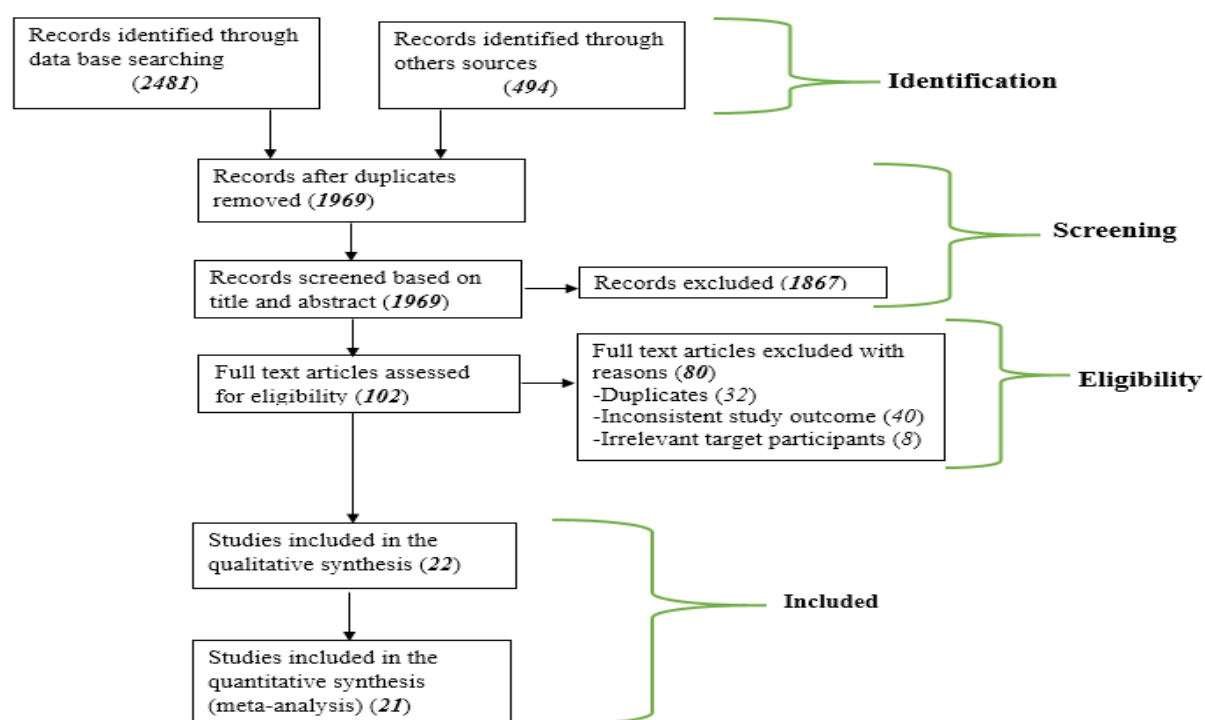 Records identified through
data base searching
(2481)
Records identified through
others sources
(494)
Identification
Records after duplicates
removed (1969)
Screening
Records screened based on
title and abstract (1969)
Records excluded (1867)
Full text articles assessed
for eligibility (102)
Full text articles excluded with
reasons (80)
-Duplicates (32)
-Inconsistent study outcome (40)
-Irrelevant target participants (8)
Eligibility
Studies included in the
qualitative synthesis (22)
Included
Studies included in the
quantitative synthesis
(meta-analysis) (21)